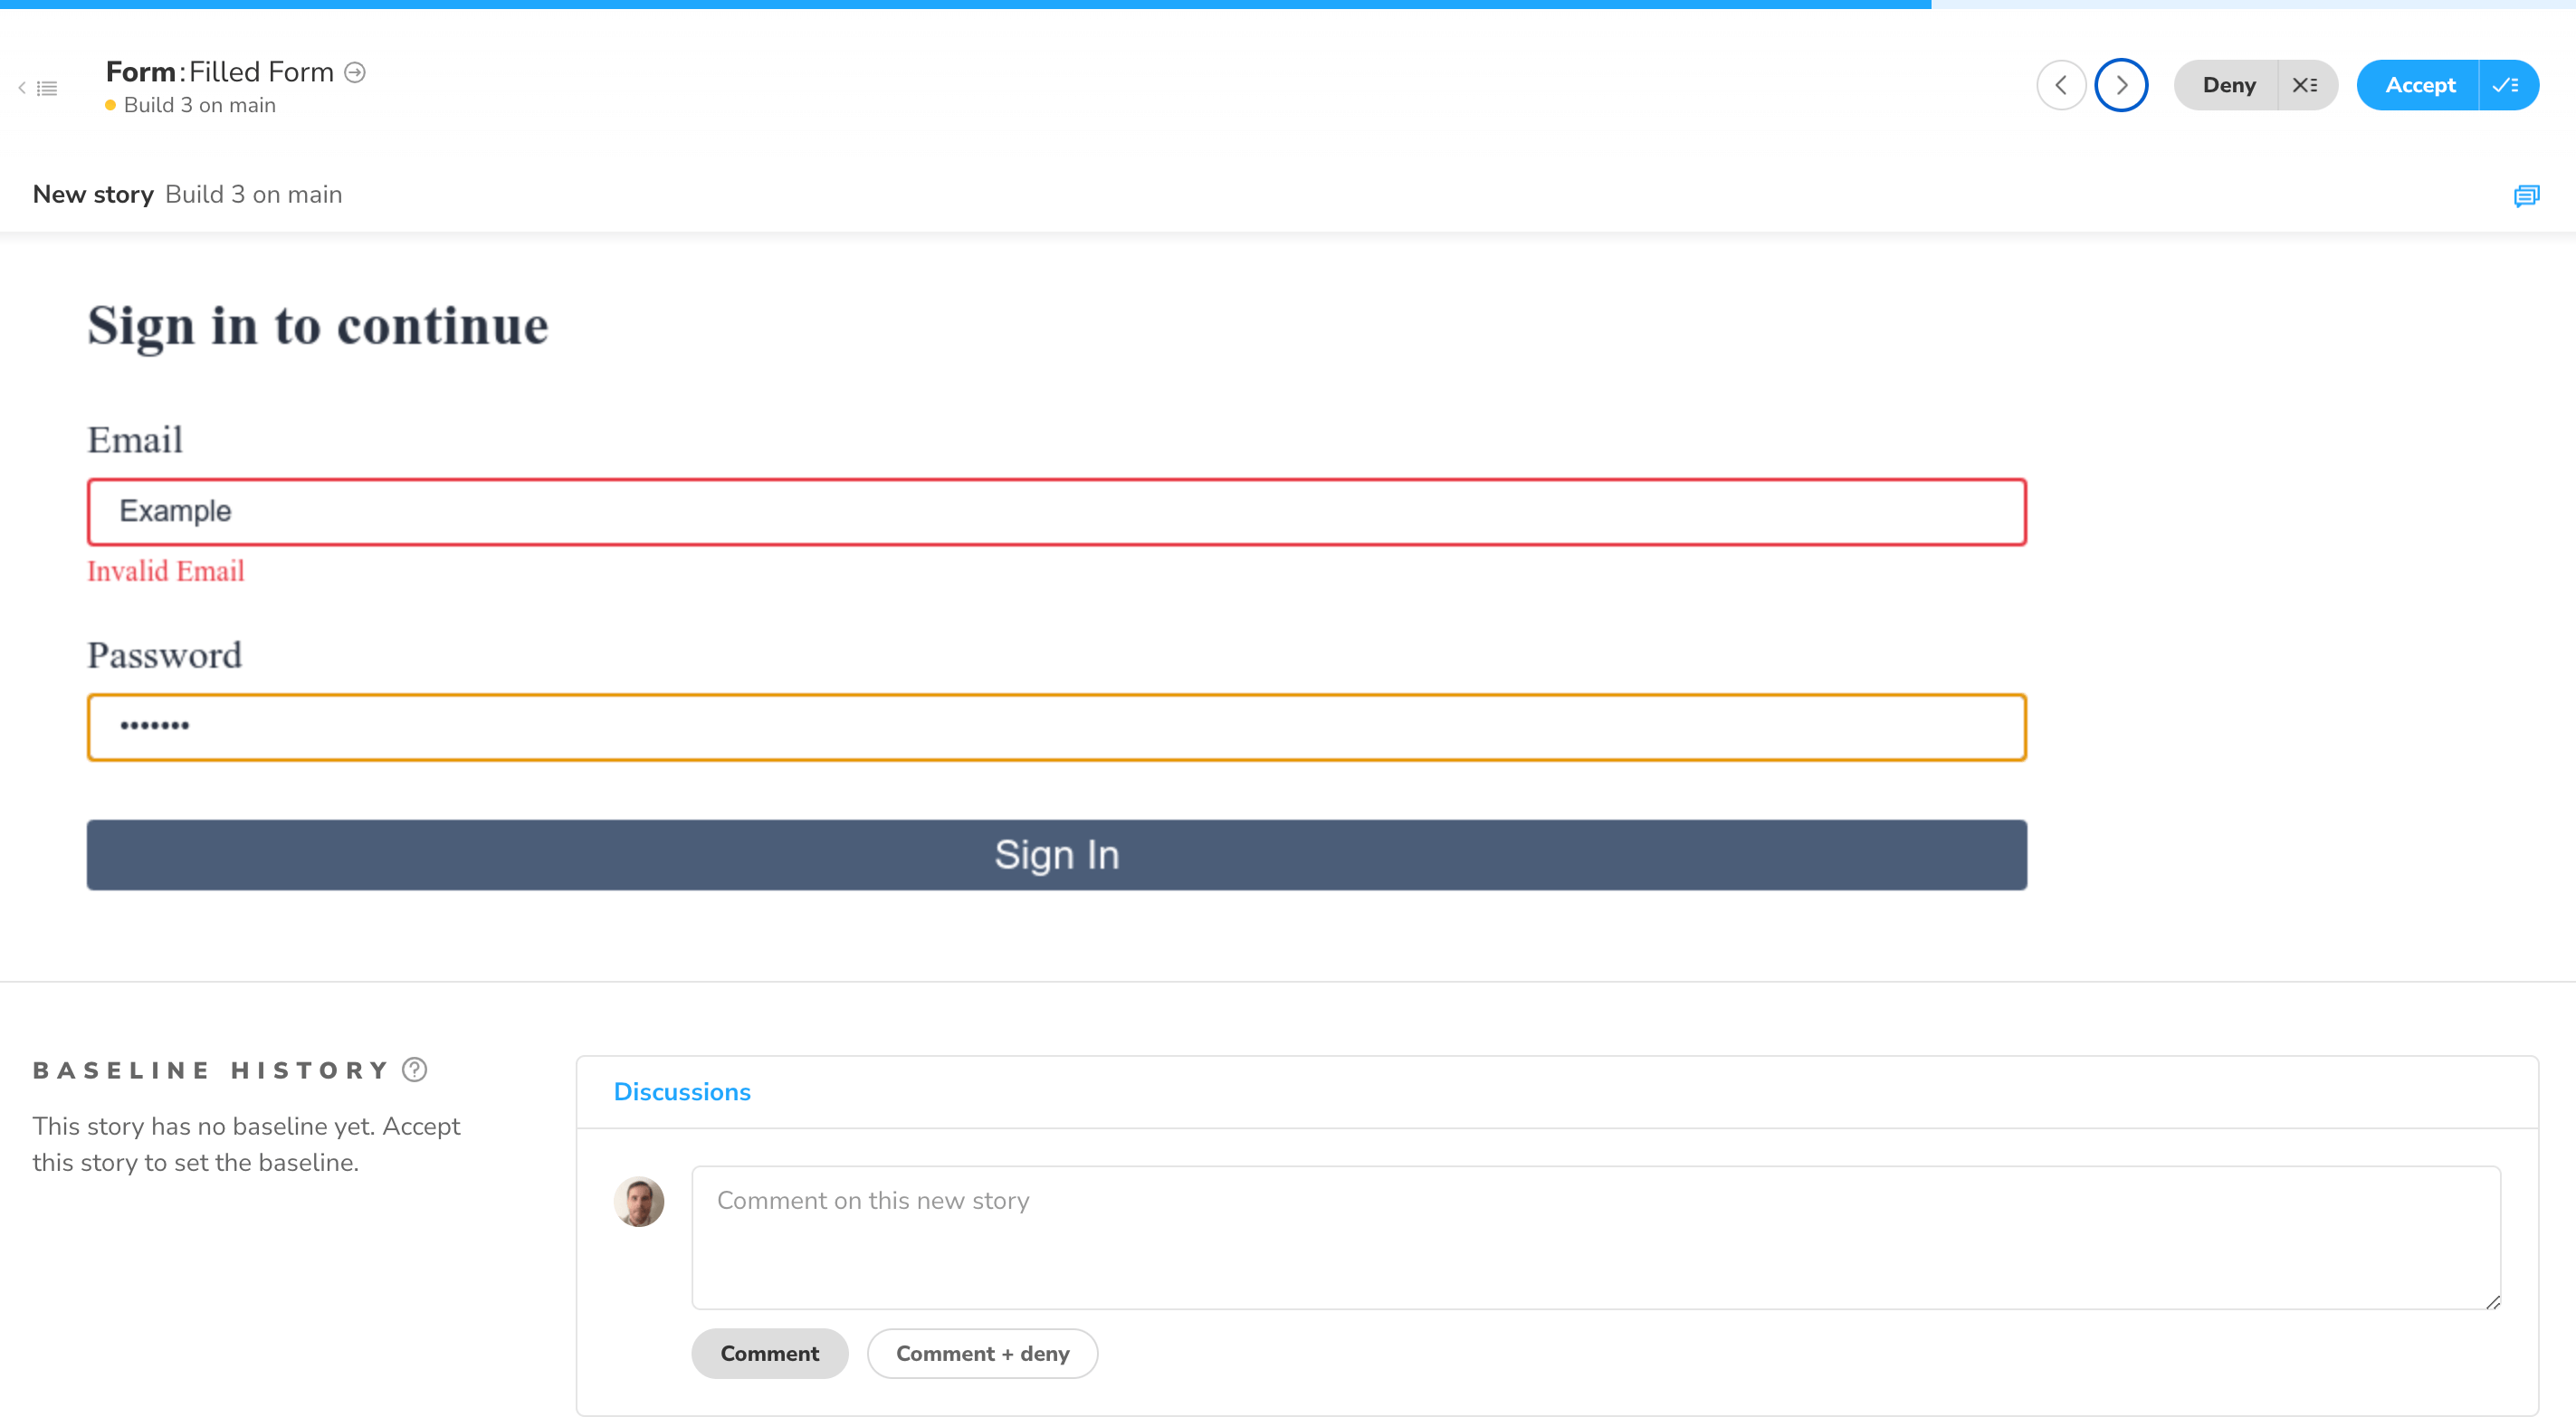 Form: Filled Form
Build 3 on main
Deny
Accept
New story Build 3 on main
Sign in to continue
Email
Example
Invalid Email
Password
•••••••
Sign In
BASELINE HISTORY ?
This story has no baseline yet. Accept
this story to set the baseline.
Discussions
Comment on this new story
Comment
Comment + deny